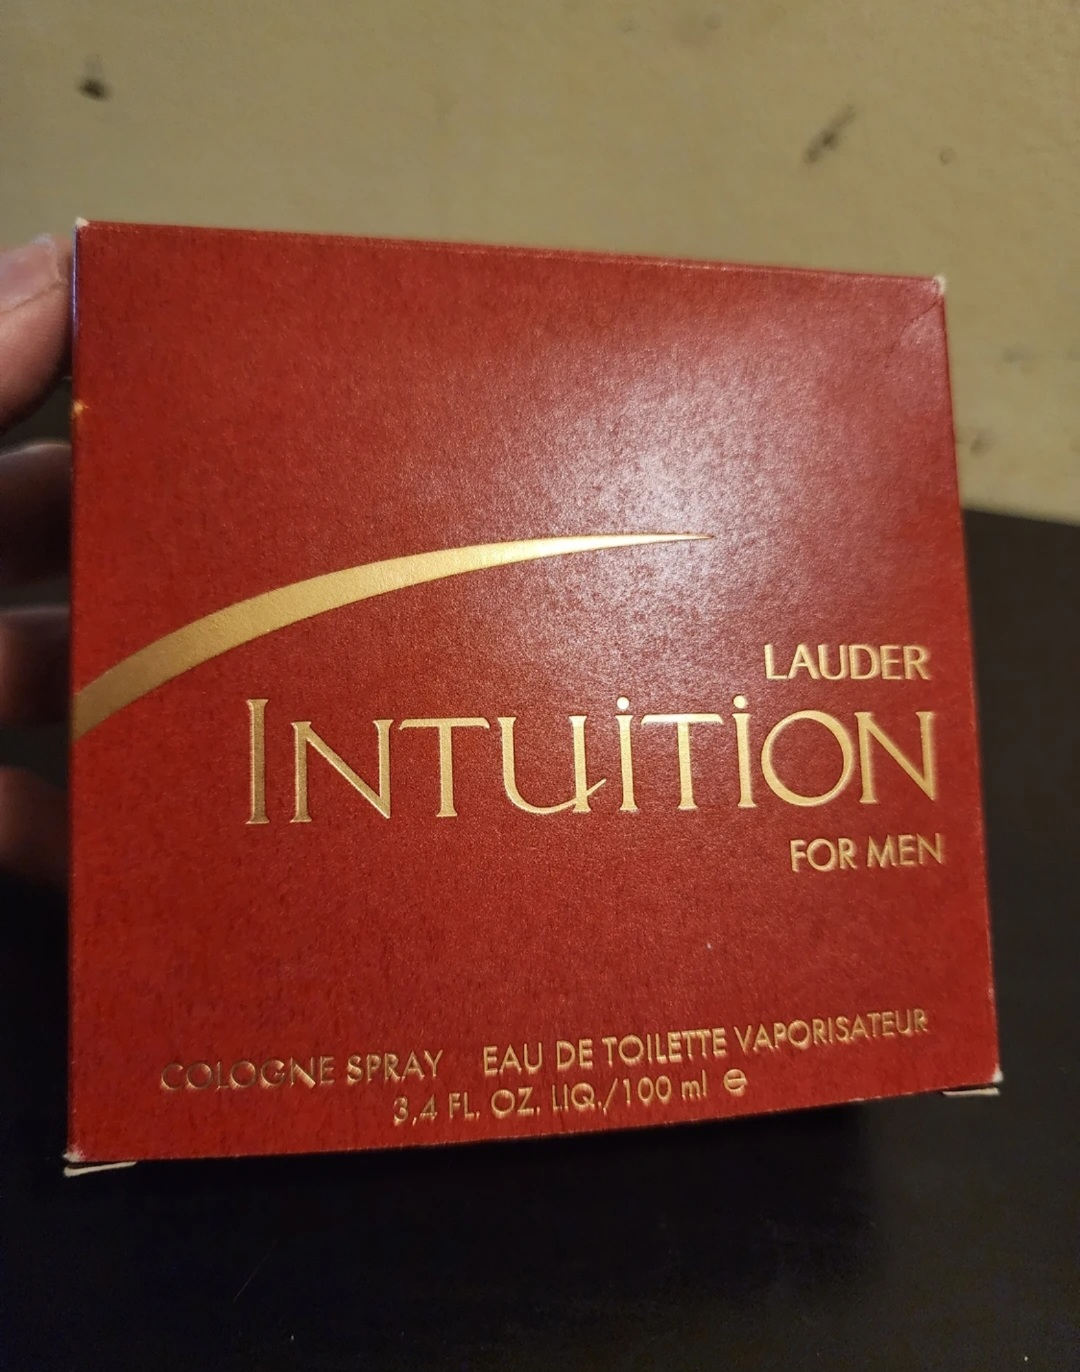 LAUDER
INTUiTiON
FOR MEN
COLOGNE SPRAY EAU DE TOILETTE VAPORISATEUR
3,4 FL. OZ. LIQ./100 ml ℮